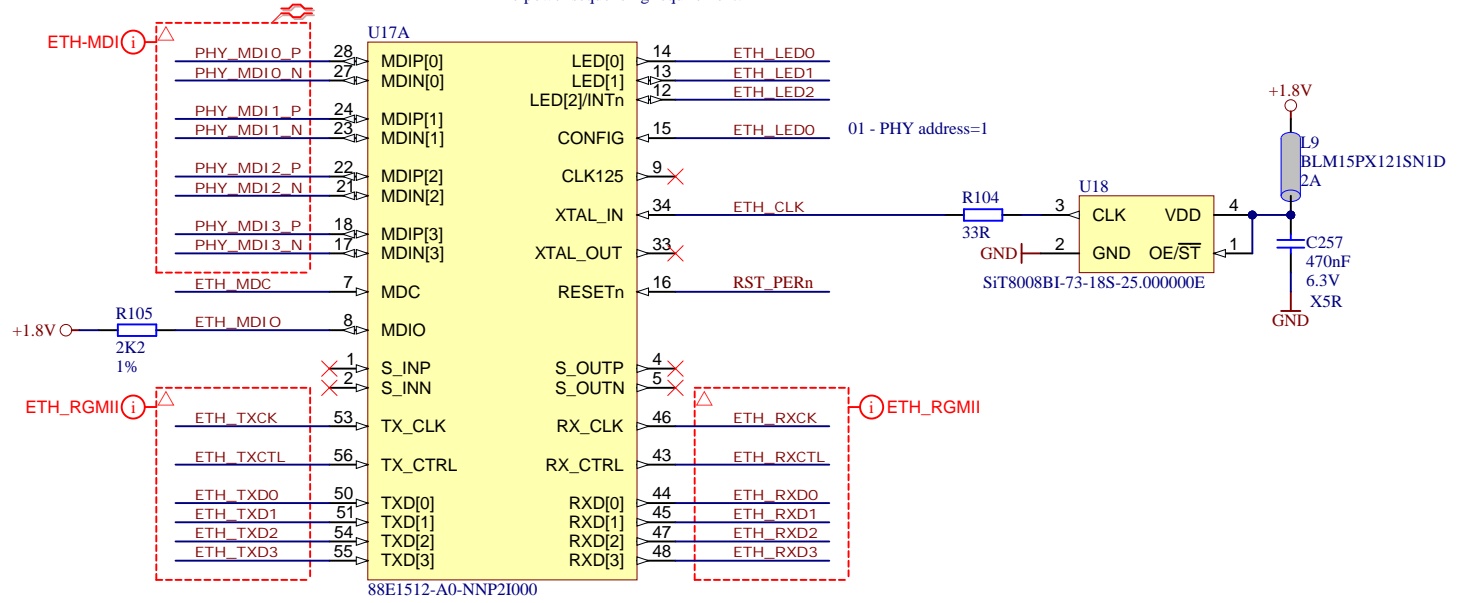 U17A
ETH-MDI
PHY_MDI0_P 28 MDIP[0] LED[0] 14 ETH_LED0
PHY_MDI0_N 27 MDIN[0] LED[1] 13 ETH_LED1
LED[2]/INTn 12 ETH_LED2
PHY_MDI1_P 24 MDIP[1]
PHY_MDI1_N 23 MDIN[1] CONFIG 15 ETH_LED0 01 - PHY address=1
PHY_MDI2_P 22 MDIP[2] CLK125 9
PHY_MDI2_N 21 MDIN[2]
XTAL_IN 34 ETH_CLK
PHY_MDI3_P 18 MDIP[3]
PHY_MDI3_N 17 MDIN[3] XTAL_OUT 33
ETH_MDC 7 MDC RESETn 16 RST_PERn
+1.8V
R105
2K2
1%
ETH_MDIO 8 MDIO
1 S_INP S_OUTP 4
2 S_INN S_OUTN 5
ETH_RGMII
ETH_TXCK 53 TX_CLK RX_CLK 46 ETH_RXCK
ETH_TXCTL 56 TX_CTRL RX_CTRL 43 ETH_RXCTL
ETH_TXD0 50 TXD[0] RXD[0] 44 ETH_RXD0
ETH_TXD1 51 TXD[1] RXD[1] 45 ETH_RXD1
ETH_TXD2 54 TXD[2] RXD[2] 47 ETH_RXD2
ETH_TXD3 55 TXD[3] RXD[3] 48 ETH_RXD3
ETH_RGMII
88E1512-A0-NNP2I000
R104
33R
U18
3 CLK VDD 4
GND 2 GND OE/ST 1
SiT8008BI-73-18S-25.000000E
+1.8V
L9
BLM15PX121SN1D
2A
C257
470nF
6.3V
X5R
GND